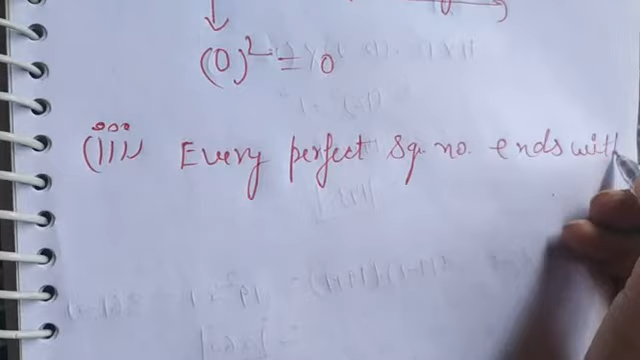 (0)² = 0
(iii) Every perfect sq. no. ends with